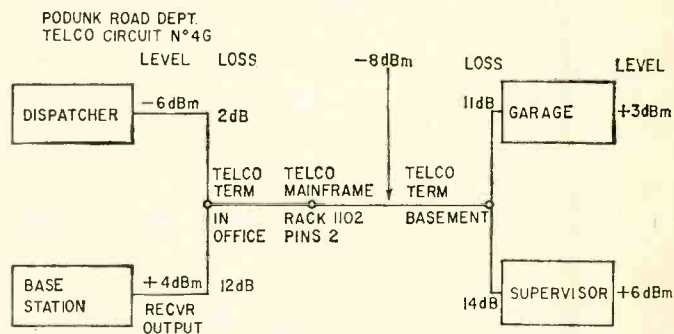 PODUNK ROAD DEPT.
TELCO CIRCUIT N°4G
LEVEL LOSS -8dBm LOSS LEVEL
DISPATCHER -6dBm 2dB 11dB GARAGE +3dBm
TELCO TERM IN OFFICE
TELCO MAINFRAME RACK 1102 PINS 2
TELCO TERM BASEMENT
BASE STATION +4dBm 12dB 14dB SUPERVISOR +6dBm
RECVR OUTPUT